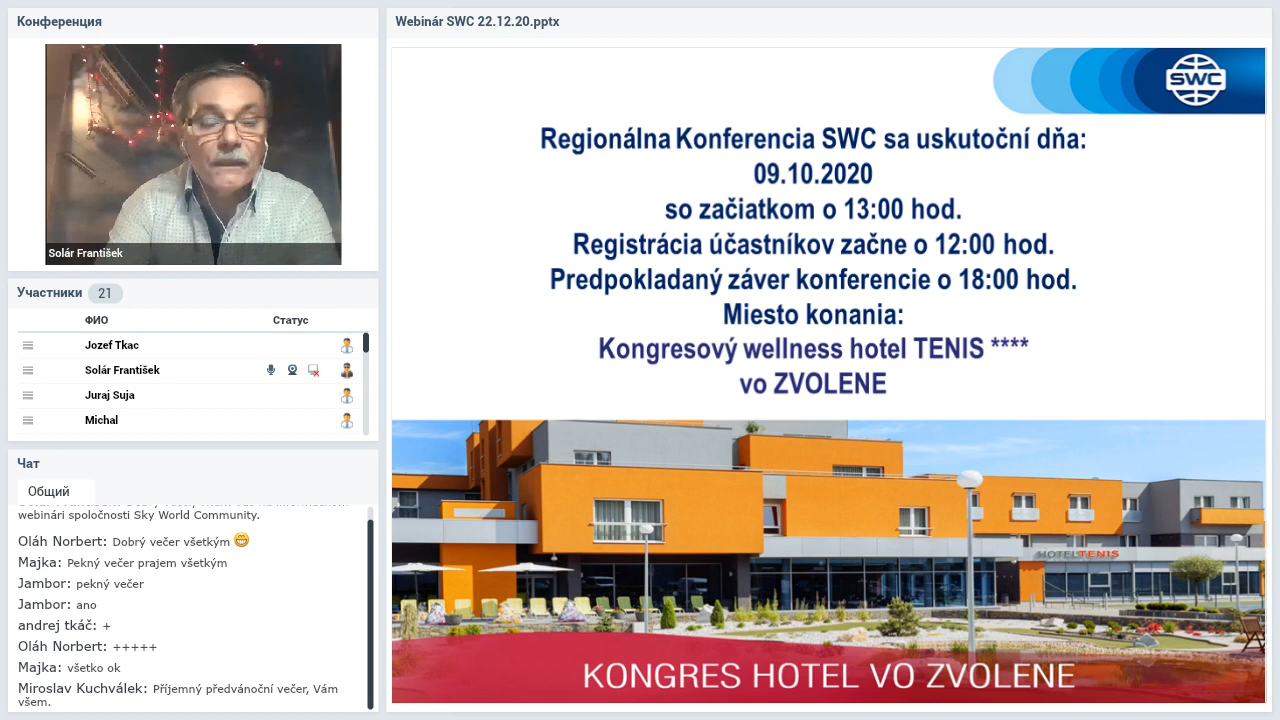 Конференция
Solár František
Участники 21
ФИО Статус
Jozef Tkac
Solár František
Juraj Suja
Michal
Чат
Общий
webinári spoločnosti Sky World Community.
Oláh Norbert: Dobrý večer všetkým
Majka: Pekný večer prajem všetkým
Jambor: pekný večer
Jambor: ano
andrej tkáč: +
Oláh Norbert: +++++
Majka: všetko ok
Miroslav Kuchválek: Příjemný předvánoční večer, Vám
všem.
Webinár SWC 22.12.20.pptx
SWC
Regionálna Konferencia SWC sa uskutoční dňa:
09.10.2020
so začiatkom o 13:00 hod.
Registrácia účastníkov začne o 12:00 hod.
Predpokladaný záver konferencie o 18:00 hod.
Miesto konania:
Kongresový wellness hotel TENIS ****
vo ZVOLENE
HOTEL TENIS
KONGRES HOTEL VO ZVOLENE